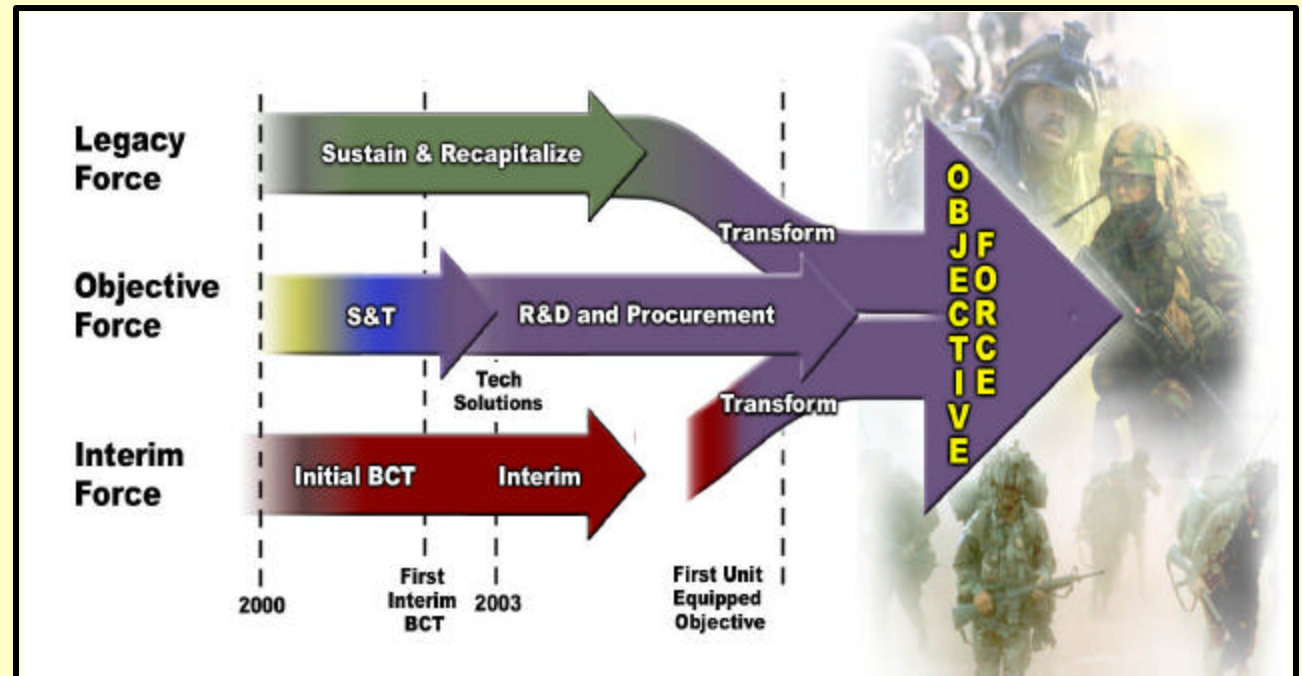 Legacy
Force
Sustain & Recapitalize
Transform
Objective
Force
S&T
R&D and Procurement
Tech
Solutions
Transform
Interim
Force
Initial BCT
Interim
2000
First
Interim
BCT
2003
First Unit
Equipped
Objective
OBJECTIVE
FORCE